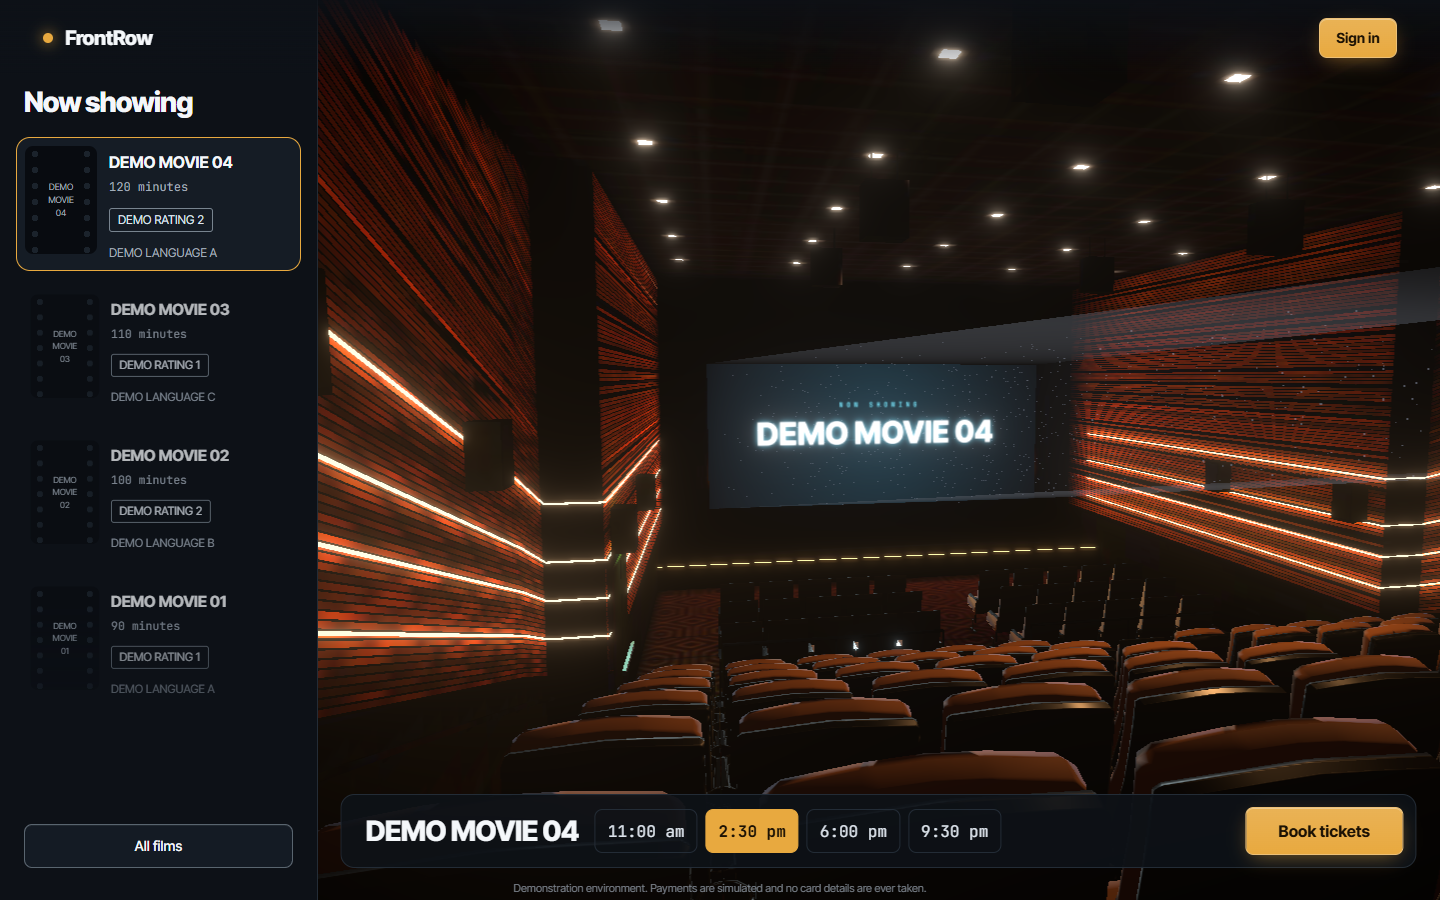 FrontRow
Sign in
Now showing
DEMO
MOVIE
04
DEMO MOVIE 04
120 minutes
DEMO RATING 2
DEMO LANGUAGE A
DEMO
MOVIE
03
DEMO MOVIE 03
110 minutes
DEMO RATING 1
DEMO LANGUAGE C
DEMO
MOVIE
02
DEMO MOVIE 02
100 minutes
DEMO RATING 2
DEMO LANGUAGE B
DEMO
MOVIE
01
DEMO MOVIE 01
90 minutes
DEMO RATING 1
DEMO LANGUAGE A
All films
NOW SHOWING
DEMO MOVIE 04
DEMO MOVIE 04 11:00 am 2:30 pm 6:00 pm 9:30 pm Book tickets
Demonstration environment. Payments are simulated and no card details are ever taken.